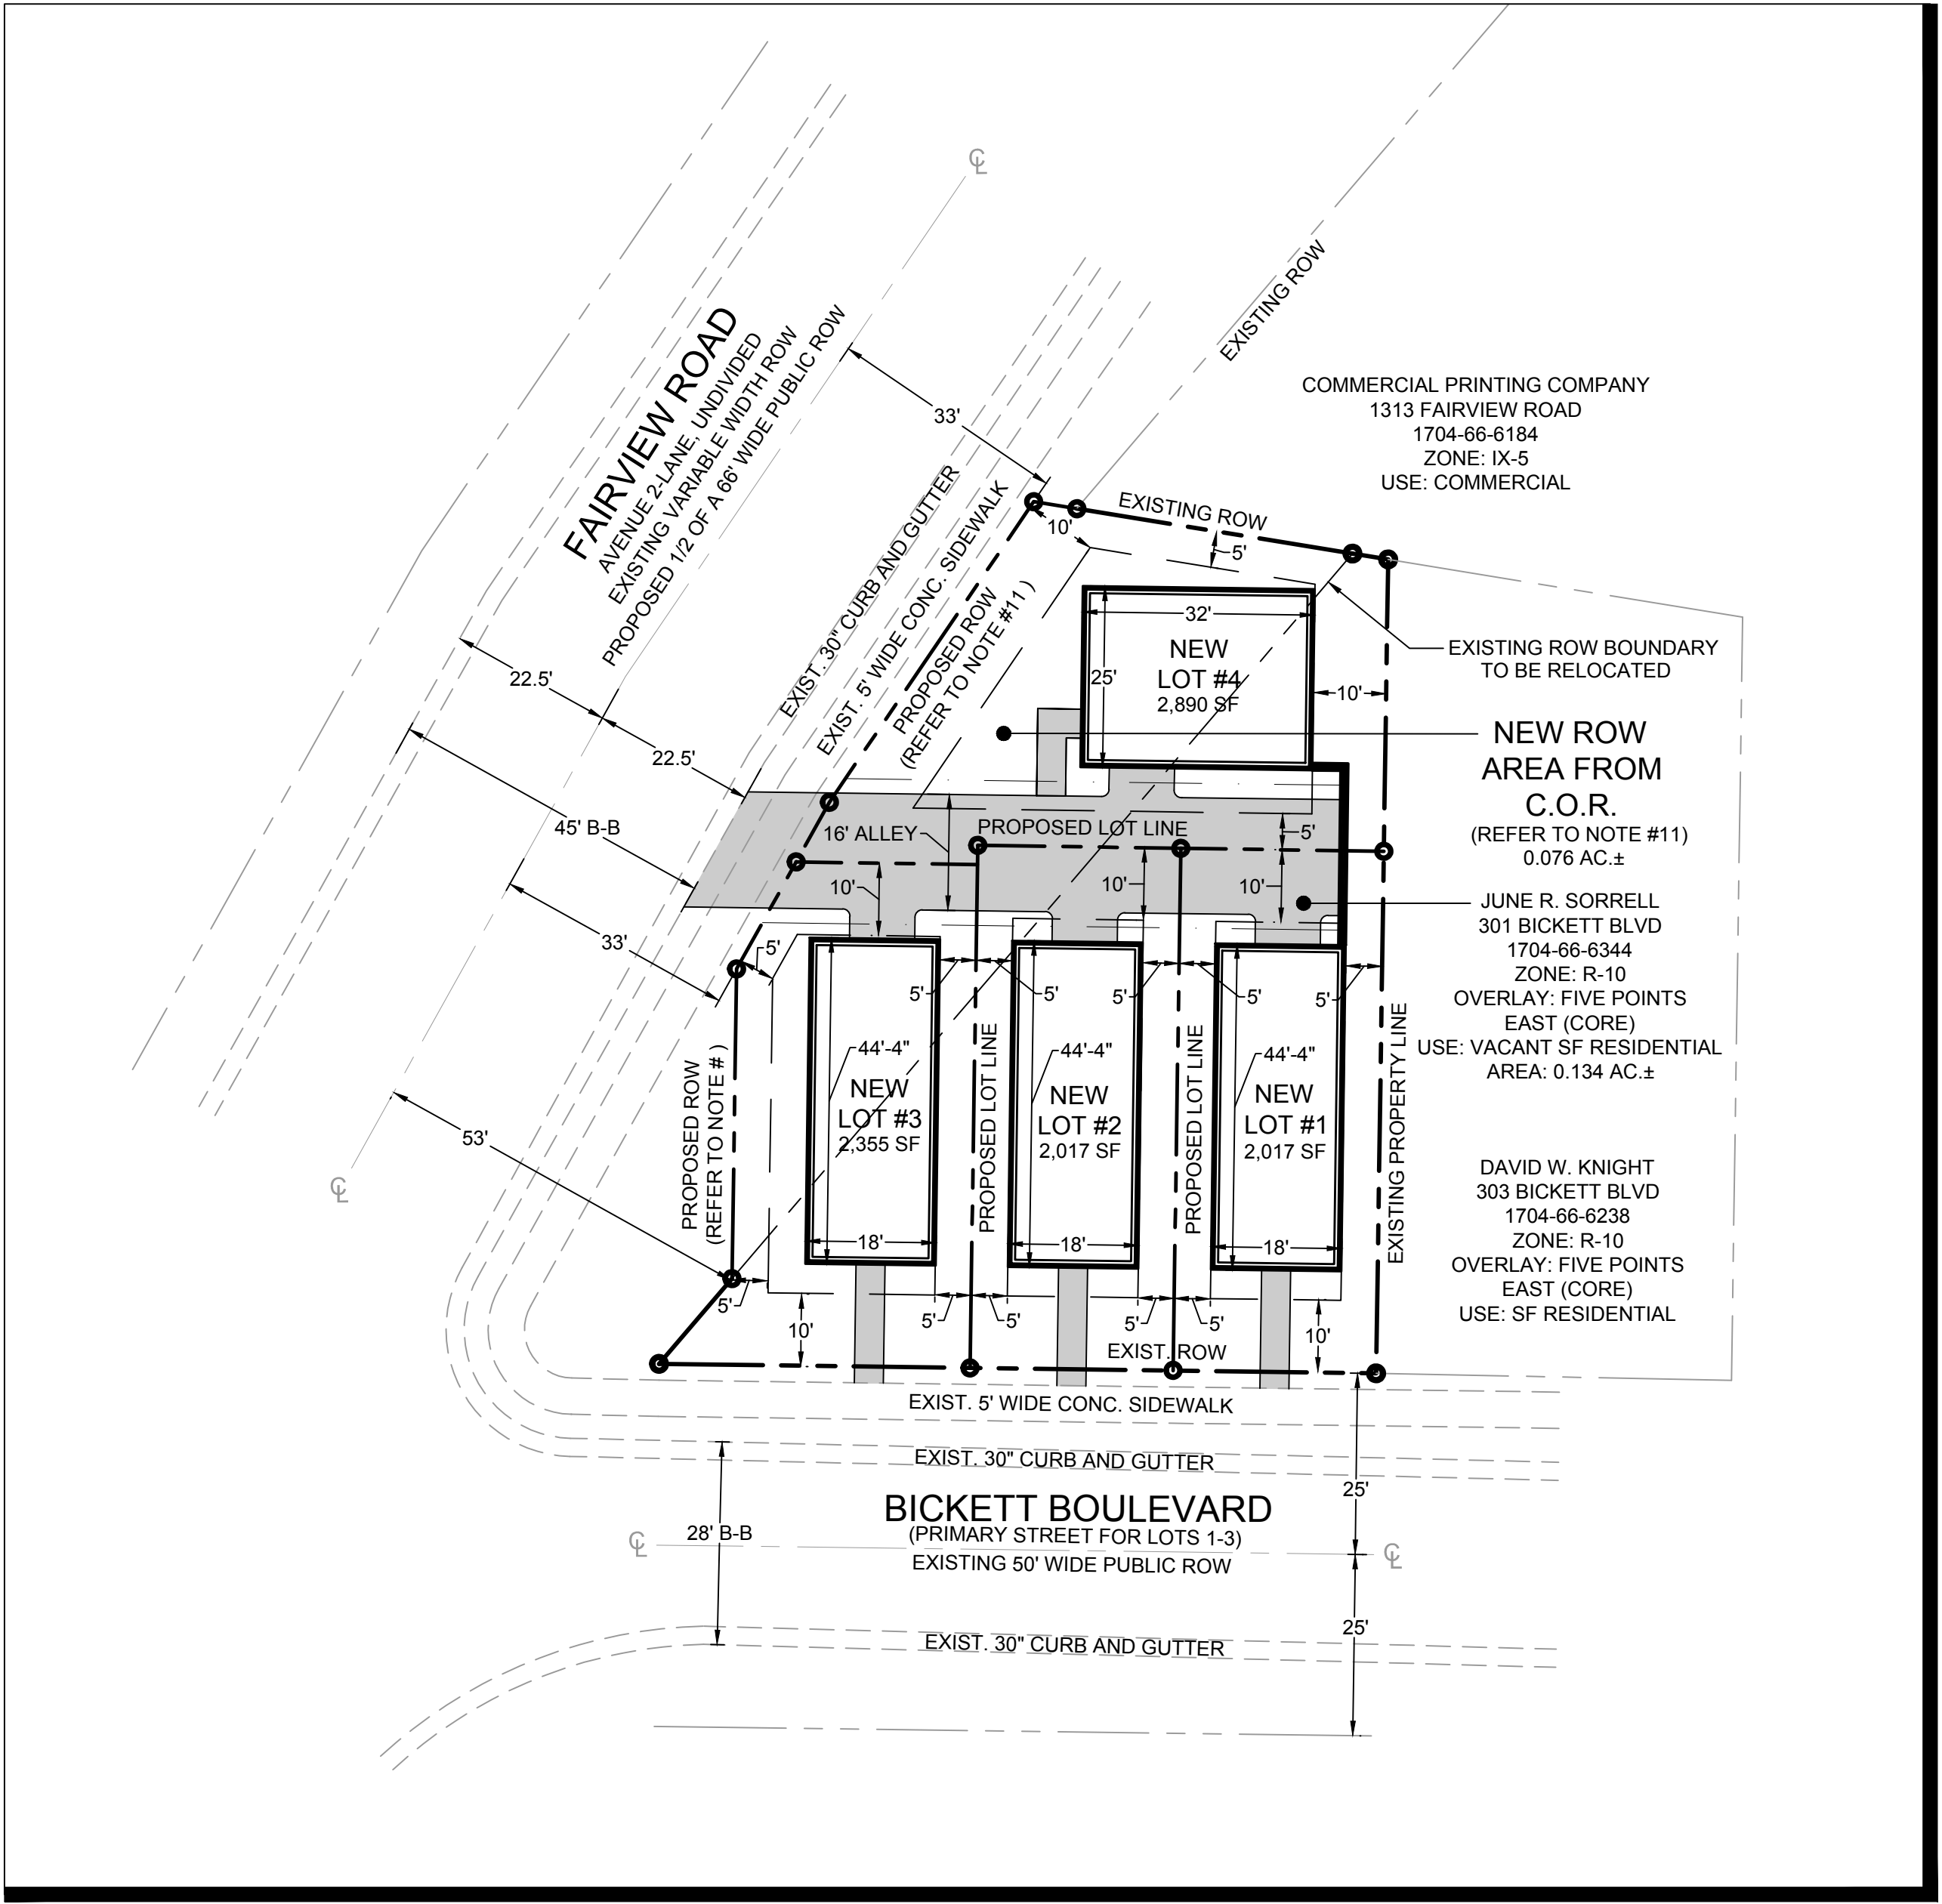 FAIRVIEW ROAD
AVENUE 2-LANE, UNDIVIDED
EXISTING VARIABLE WIDTH ROW
PROPOSED 1/2 OF A 66' WIDE PUBLIC ROW
℄
33'
EXISTING ROW
COMMERCIAL PRINTING COMPANY
1313 FAIRVIEW ROAD
1704-66-6184
ZONE: IX-5
USE: COMMERCIAL
EXIST. 30" CURB AND GUTTER
EXIST. 5' WIDE CONC. SIDEWALK
PROPOSED ROW
(REFER TO NOTE #11 )
EXISTING ROW
10'
5'
32'
25'
NEW
LOT #4
2,890 SF
10'
EXISTING ROW BOUNDARY
TO BE RELOCATED
NEW ROW
AREA FROM
C.O.R.
(REFER TO NOTE #11)
0.076 AC.±
22.5'
22.5'
45' B-B
33'
53'
℄
16' ALLEY
PROPOSED LOT LINE
5'
10'
10'
10'
JUNE R. SORRELL
301 BICKETT BLVD
1704-66-6344
ZONE: R-10
OVERLAY: FIVE POINTS
EAST (CORE)
USE: VACANT SF RESIDENTIAL
AREA: 0.134 AC.±
5'
5'
5'
5'
5'
5'
PROPOSED ROW
(REFER TO NOTE # )
44'-4"
NEW
LOT #3
2,355 SF
18'
PROPOSED LOT LINE
44'-4"
NEW
LOT #2
2,017 SF
18'
PROPOSED LOT LINE
44'-4"
NEW
LOT #1
2,017 SF
18'
EXISTING PROPERTY LINE
DAVID W. KNIGHT
303 BICKETT BLVD
1704-66-6238
ZONE: R-10
OVERLAY: FIVE POINTS
EAST (CORE)
USE: SF RESIDENTIAL
5'
10'
5'
5'
5'
5'
10'
EXIST. ROW
EXIST. 5' WIDE CONC. SIDEWALK
EXIST. 30" CURB AND GUTTER
25'
BICKETT BOULEVARD
(PRIMARY STREET FOR LOTS 1-3)
28' B-B
℄
℄
EXISTING 50' WIDE PUBLIC ROW
25'
EXIST. 30" CURB AND GUTTER